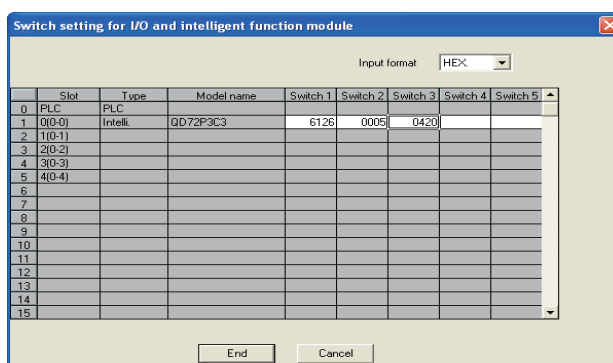 Switch setting for I/O and intelligent function module
Input format HEX.
Slot Type Model name Switch 1 Switch 2 Switch 3 Switch 4 Switch 5
0 PLC PLC
1 0(0-0) Intelli. QD72P3C3 6126 0005 0420
2 1(0-1)
3 2(0-2)
4 3(0-3)
5 4(0-4)
6
7
8
9
10
11
12
13
14
15
End Cancel